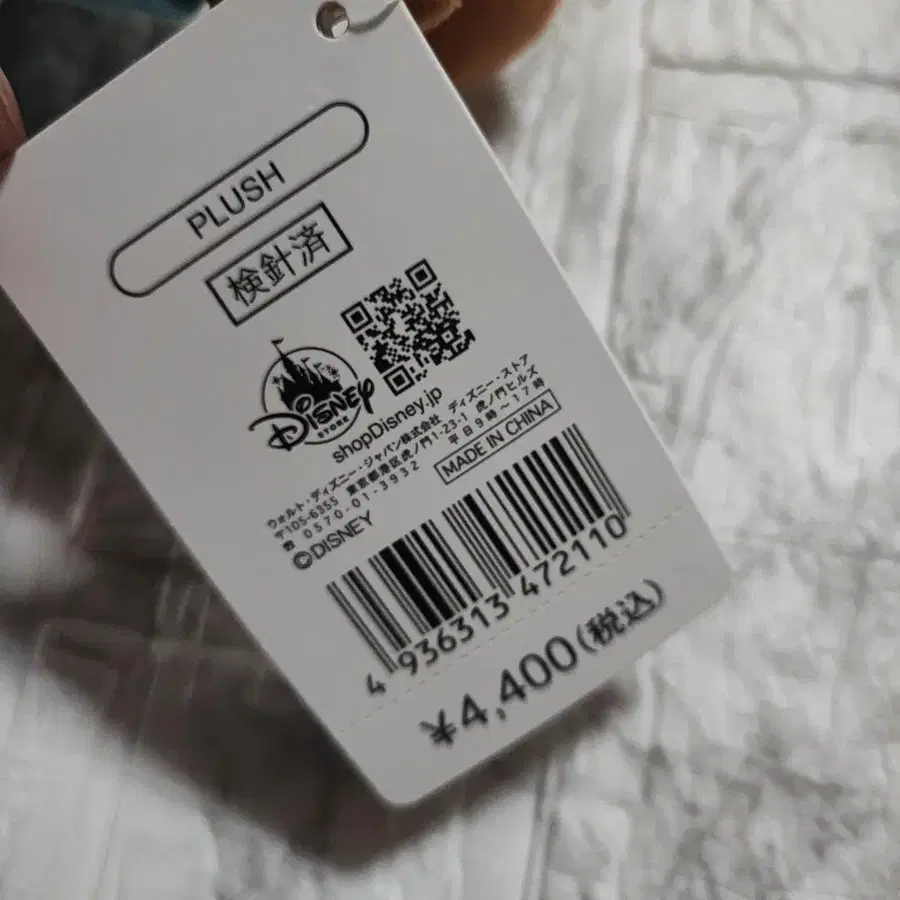 PLUSH
検針済
Disney
STORE
shopDisney.jp
ウォルト・ディズニー・ジャパン株式会社 ディズニー・ストア
〒105-6355 東京都港区虎ノ門1-23-1 虎ノ門ヒルズ
☎ 0570-01-3932 平日9時-17時
©DISNEY
MADE IN CHINA
4 936313 472110
¥4,400(税込)